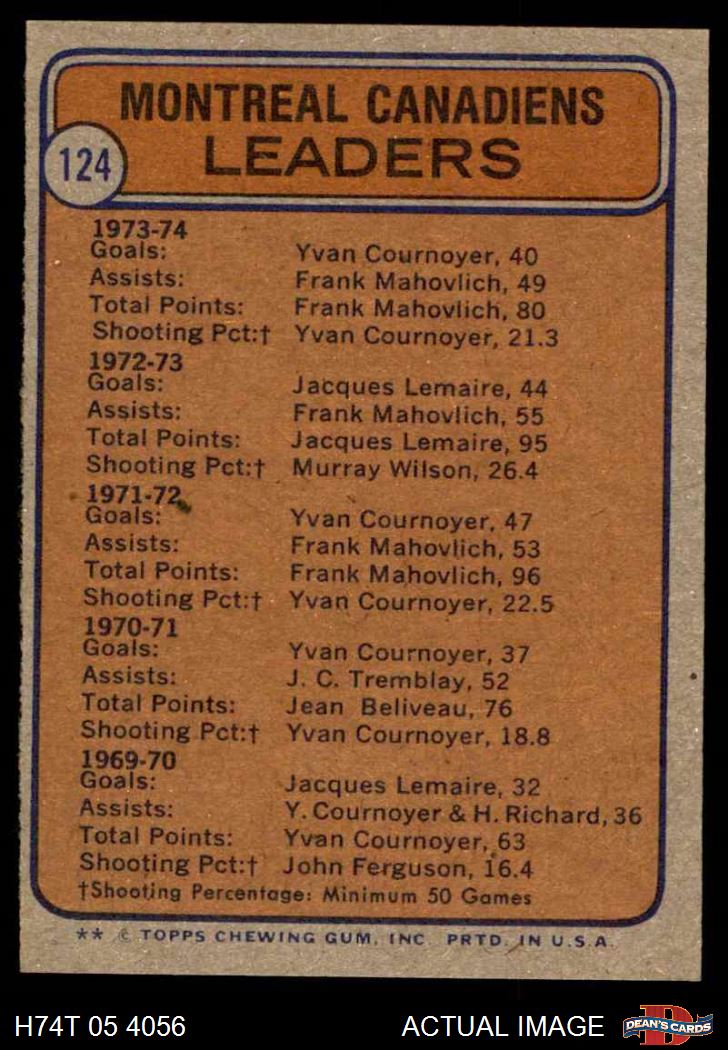 MONTREAL CANADIENS
LEADERS
124
1973-74
Goals: Yvan Cournoyer, 40
Assists: Frank Mahovlich, 49
Total Points: Frank Mahovlich, 80
Shooting Pct:† Yvan Cournoyer, 21.3
1972-73
Goals: Jacques Lemaire, 44
Assists: Frank Mahovlich, 55
Total Points: Jacques Lemaire, 95
Shooting Pct:† Murray Wilson, 26.4
1971-72
Goals: Yvan Cournoyer, 47
Assists: Frank Mahovlich, 53
Total Points: Frank Mahovlich, 96
Shooting Pct:† Yvan Cournoyer, 22.5
1970-71
Goals: Yvan Cournoyer, 37
Assists: J. C. Tremblay, 52
Total Points: Jean Beliveau, 76
Shooting Pct:† Yvan Cournoyer, 18.8
1969-70
Goals: Jacques Lemaire, 32
Assists: Y. Cournoyer & H. Richard, 36
Total Points: Yvan Cournoyer, 63
Shooting Pct:† John Ferguson, 16.4
†Shooting Percentage: Minimum 50 Games
** © TOPPS CHEWING GUM, INC PRTD. IN U.S.A.
H74T 05 4056 ACTUAL IMAGE D DEAN'S CARDS